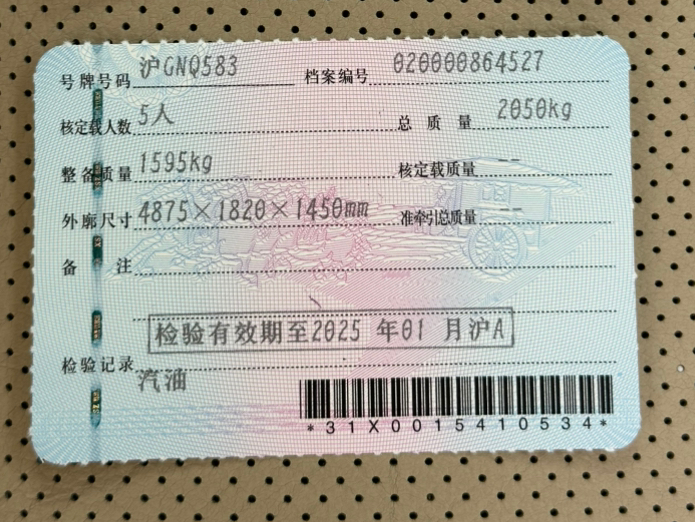 号牌号码 沪GNQ583 档案编号 020000864527
核定载人数 5人 总质量 2050kg
整备质量 1595kg 核定载质量 --
外廓尺寸 4875×1820×1450mm 准牵引总质量 --
备注
检验有效期至2025 年01 月沪A
检验记录
汽油
*31X0015410534*